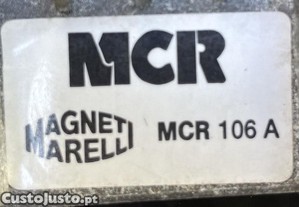 MCR
MAGNETI
MARELLI
MCR 106 A
CustoJusto.pt